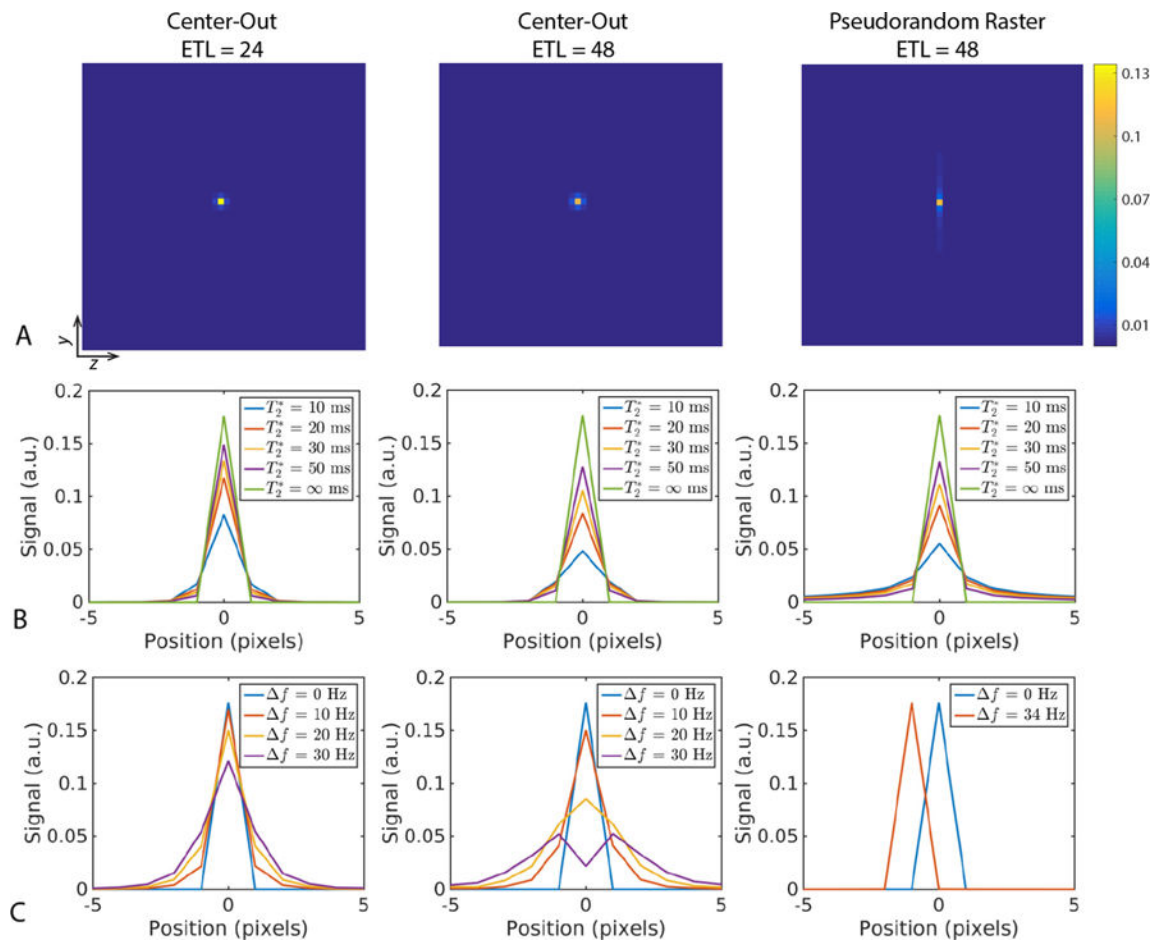 Center-Out
ETL = 24
Center-Out
ETL = 48
Pseudorandom Raster
ETL = 48
0.13
0.1
0.07
0.04
0.01
A
y
z
0.2
0.15
0.1
0.05
0
Signal (a.u.)
T₂* = 10 ms
T₂* = 20 ms
T₂* = 30 ms
T₂* = 50 ms
T₂* = ∞ ms
-5 0 5
Position (pixels)
0.2
0.15
0.1
0.05
0
Signal (a.u.)
T₂* = 10 ms
T₂* = 20 ms
T₂* = 30 ms
T₂* = 50 ms
T₂* = ∞ ms
-5 0 5
Position (pixels)
0.2
0.15
0.1
0.05
0
Signal (a.u.)
T₂* = 10 ms
T₂* = 20 ms
T₂* = 30 ms
T₂* = 50 ms
T₂* = ∞ ms
-5 0 5
Position (pixels)
B
0.2
0.15
0.1
0.05
0
Signal (a.u.)
Δf = 0 Hz
Δf = 10 Hz
Δf = 20 Hz
Δf = 30 Hz
-5 0 5
Position (pixels)
0.2
0.15
0.1
0.05
0
Signal (a.u.)
Δf = 0 Hz
Δf = 10 Hz
Δf = 20 Hz
Δf = 30 Hz
-5 0 5
Position (pixels)
0.2
0.15
0.1
0.05
0
Signal (a.u.)
Δf = 0 Hz
Δf = 34 Hz
-5 0 5
Position (pixels)
C